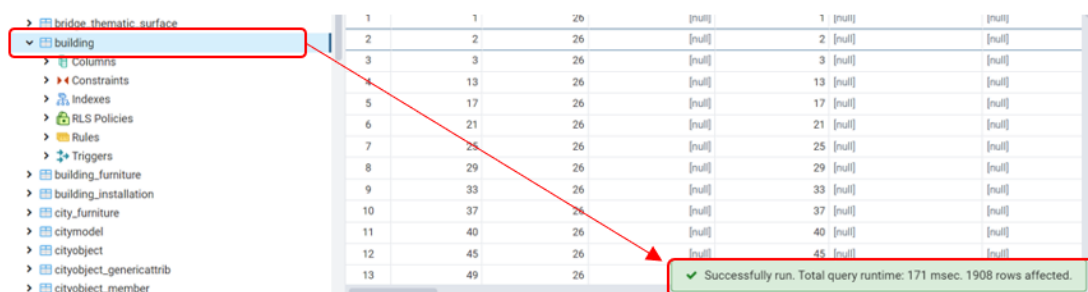 bridge_thematic_surface
building
Columns
Constraints
Indexes
RLS Policies
Rules
Triggers
building_furniture
building_installation
city_furniture
citymodel
cityobject
cityobject_genericattrib
cityobject_member
1 1 26 [null] 1 [null] [null]
2 2 26 [null] 2 [null] [null]
3 3 26 [null] 3 [null] [null]
4 13 26 [null] 13 [null] [null]
5 17 26 [null] 17 [null] [null]
6 21 26 [null] 21 [null] [null]
7 25 26 [null] 25 [null] [null]
8 29 26 [null] 29 [null] [null]
9 33 26 [null] 33 [null] [null]
10 37 26 [null] 37 [null] [null]
11 40 26 [null] 40 [null] [null]
12 45 26 [null] 45 [null] [null]
13 49 26
Successfully run. Total query runtime: 171 msec. 1908 rows affected.